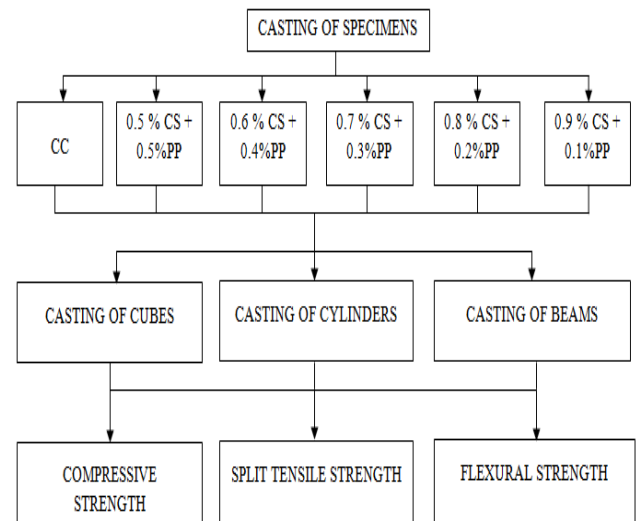 CASTING OF SPECIMENS
CC
0.5 % CS +
0.5%PP
0.6 % CS +
0.4%PP
0.7 % CS +
0.3%PP
0.8 % CS +
0.2%PP
0.9 % CS +
0.1%PP
CASTING OF CUBES
CASTING OF CYLINDERS
CASTING OF BEAMS
COMPRESSIVE
STRENGTH
SPLIT TENSILE STRENGTH
FLEXURAL STRENGTH